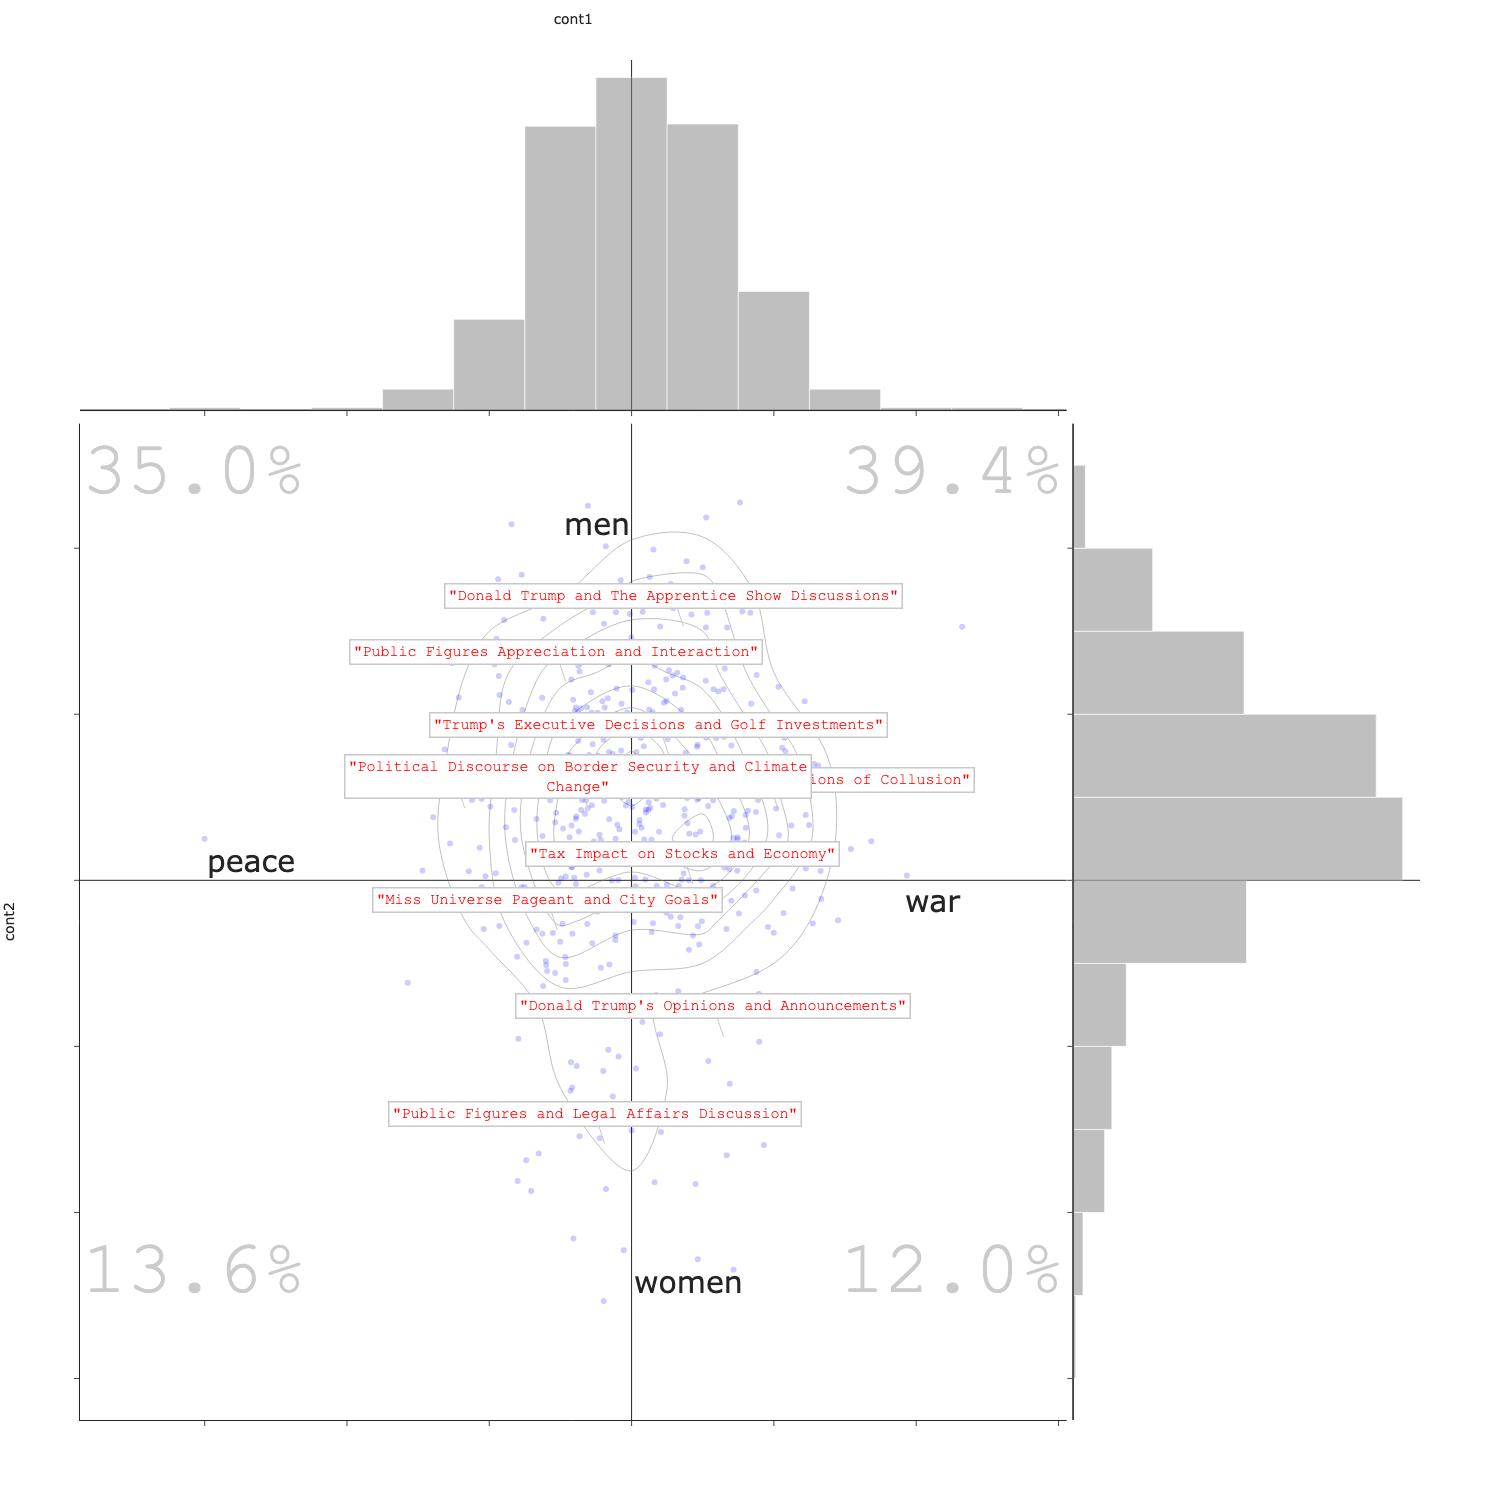 cont1
35.0% 39.4%
men
"Donald Trump and The Apprentice Show Discussions"
"Public Figures Appreciation and Interaction"
"Trump's Executive Decisions and Golf Investments"
"Political Discourse on Border Security and Climate
Change"
of Collusion"
"Tax Impact on Stocks and Economy"
peace
war
"Miss Universe Pageant and City Goals"
cont2
"Donald Trump's Opinions and Announcements"
"Public Figures and Legal Affairs Discussion"
13.6% 12.0%
women